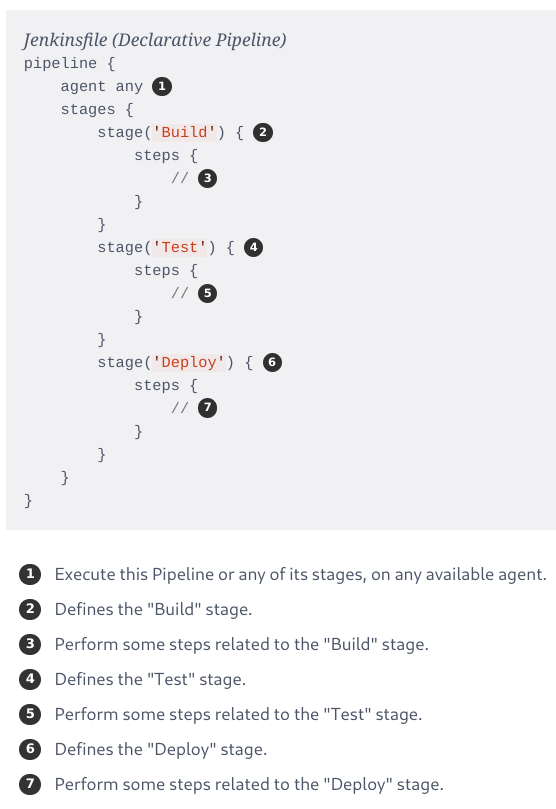 Jenkinsfile (Declarative Pipeline)
pipeline {
    agent any 1
    stages {
        stage('Build') { 2
            steps {
                // 3
            }
        }
        stage('Test') { 4
            steps {
                // 5
            }
        }
        stage('Deploy') { 6
            steps {
                // 7
            }
        }
    }
}
1 Execute this Pipeline or any of its stages, on any available agent.
2 Defines the "Build" stage.
3 Perform some steps related to the "Build" stage.
4 Defines the "Test" stage.
5 Perform some steps related to the "Test" stage.
6 Defines the "Deploy" stage.
7 Perform some steps related to the "Deploy" stage.